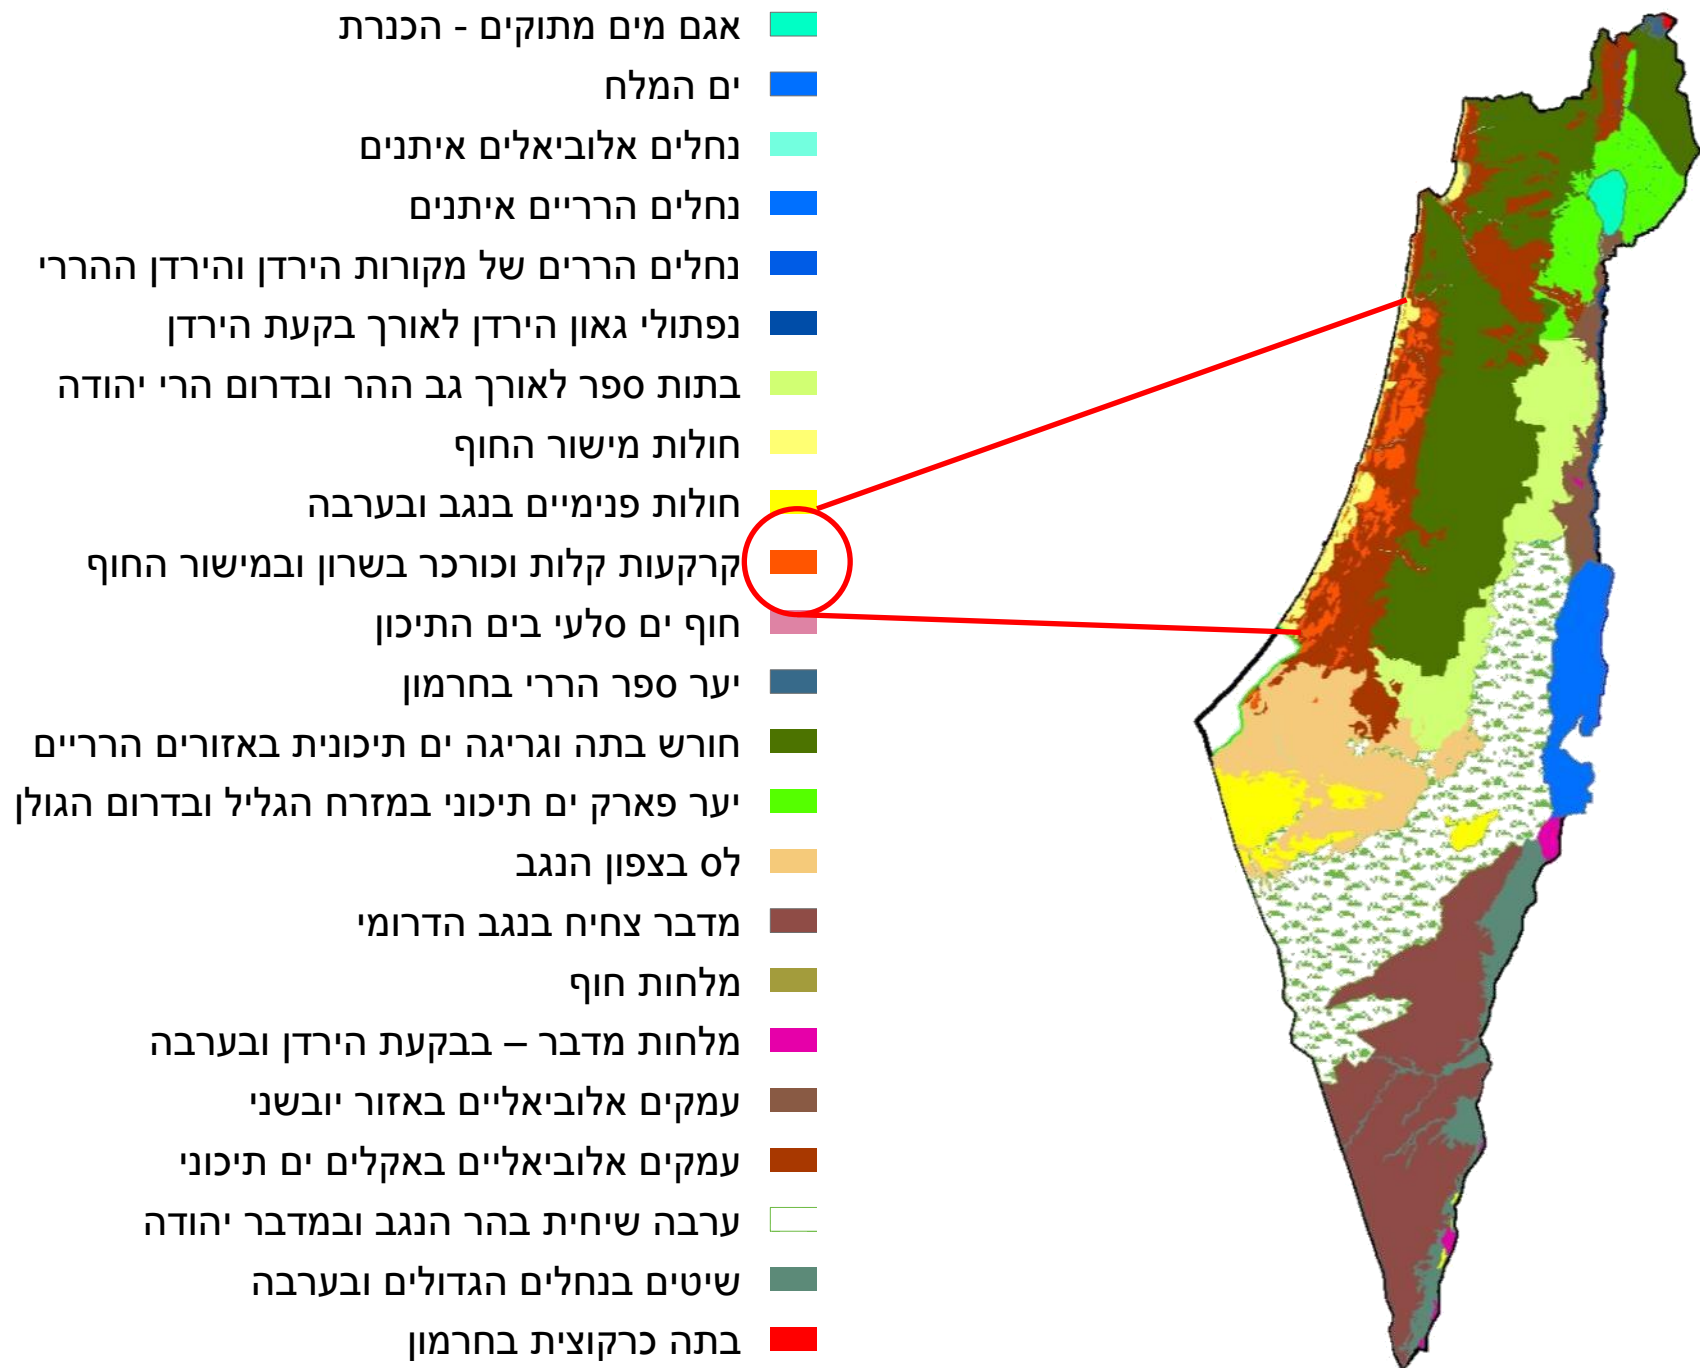 אגם מים מתוקים - הכנרת
ים המלח
נחלים אלוביאלים איתנים
נחלים הרריים איתנים
נחלים הררים של מקורות הירדן והירדן ההררי
נפתולי גאון הירדן לאורך בקעת הירדן
בתות ספר לאורך גב ההר ובדרום הרי יהודה
חולות מישור החוף
חולות פנימיים בנגב ובערבה
קרקעות קלות וכורכר בשרון ובמישור החוף
חוף ים סלעי בים התיכון
יער ספר הררי בחרמון
חורש בתה וגריגה ים תיכונית באזורים הרריים
יער פארק ים תיכוני במזרח הגליל ובדרום הגולן
לס בצפון הנגב
מדבר צחיח בנגב הדרומי
מלחות חוף
מלחות מדבר – בבקעת הירדן ובערבה
עמקים אלוביאליים באזור יובשני
עמקים אלוביאליים באקלים ים תיכוני
ערבה שיחית בהר הנגב ובמדבר יהודה
שיטים בנחלים הגדולים ובערבה
בתה כרקוצית בחרמון